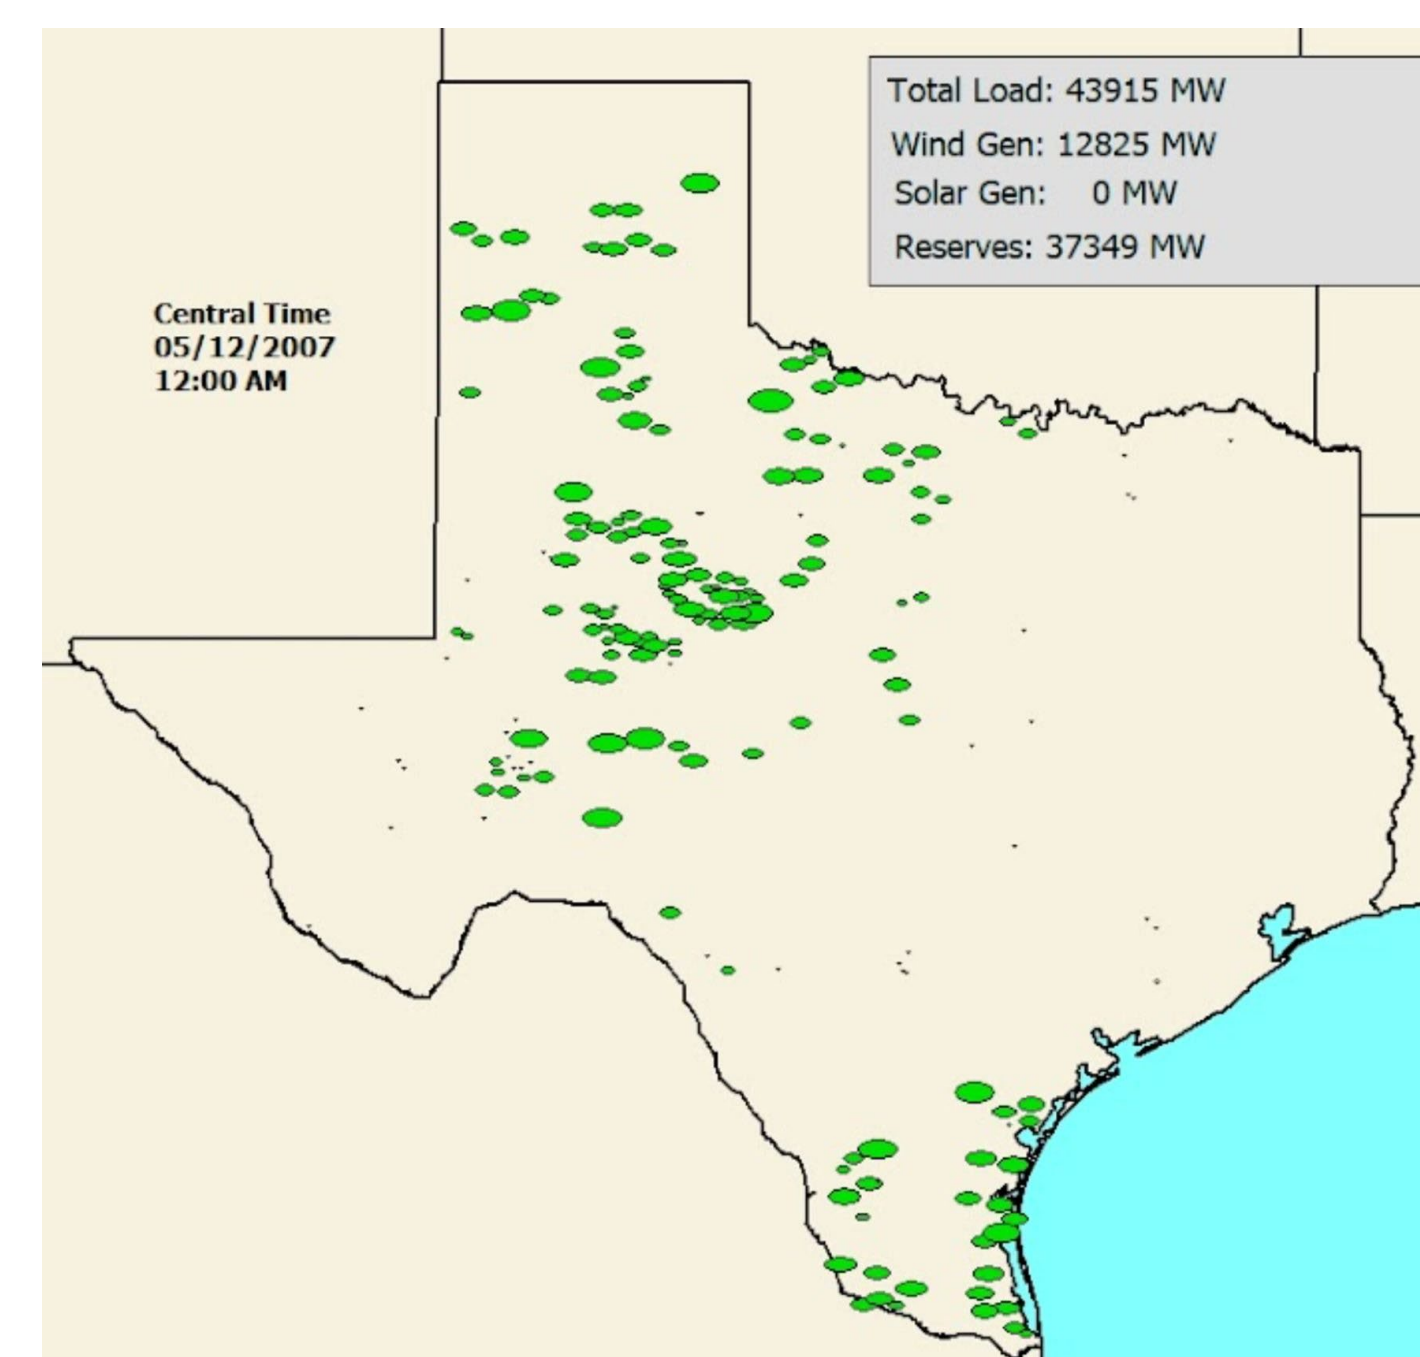 Total Load: 43915 MW
Wind Gen: 12825 MW
Solar Gen: 0 MW
Reserves: 37349 MW
Central Time
05/12/2007
12:00 AM